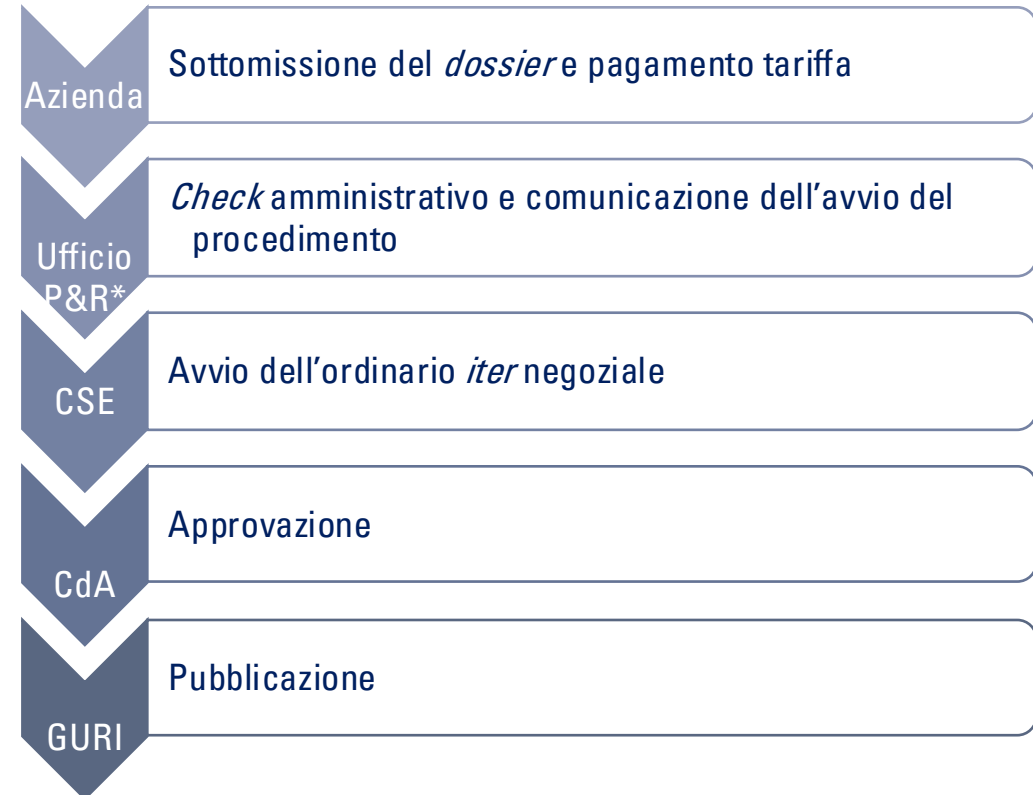 Azienda
Sottomissione del dossier e pagamento tariffa
Ufficio
P&R*
Check amministrativo e comunicazione dell’avvio del
procedimento
CSE
Avvio dell’ordinario iter negoziale
CdA
Approvazione
GURI
Pubblicazione